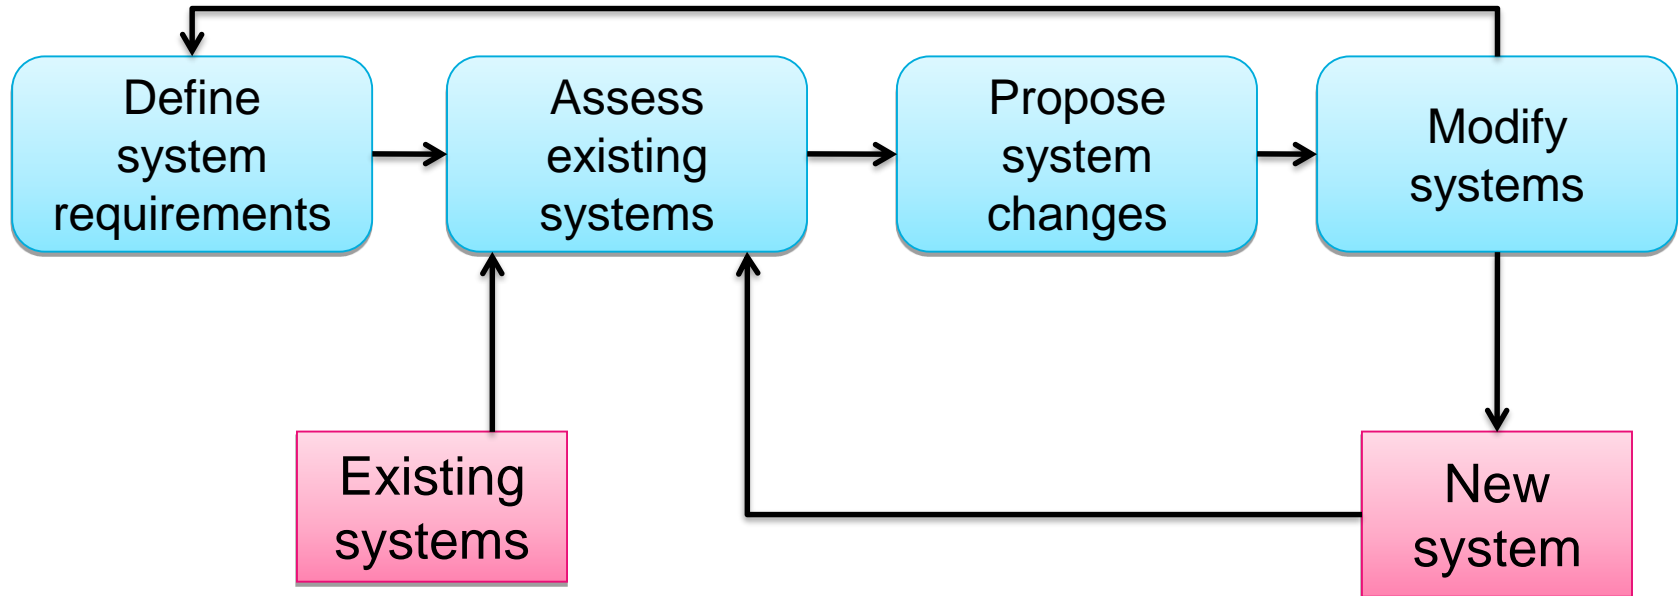 Define
system
requirements
Assess
existing
systems
Propose
system
changes
Modify
systems
Existing
systems
New
system